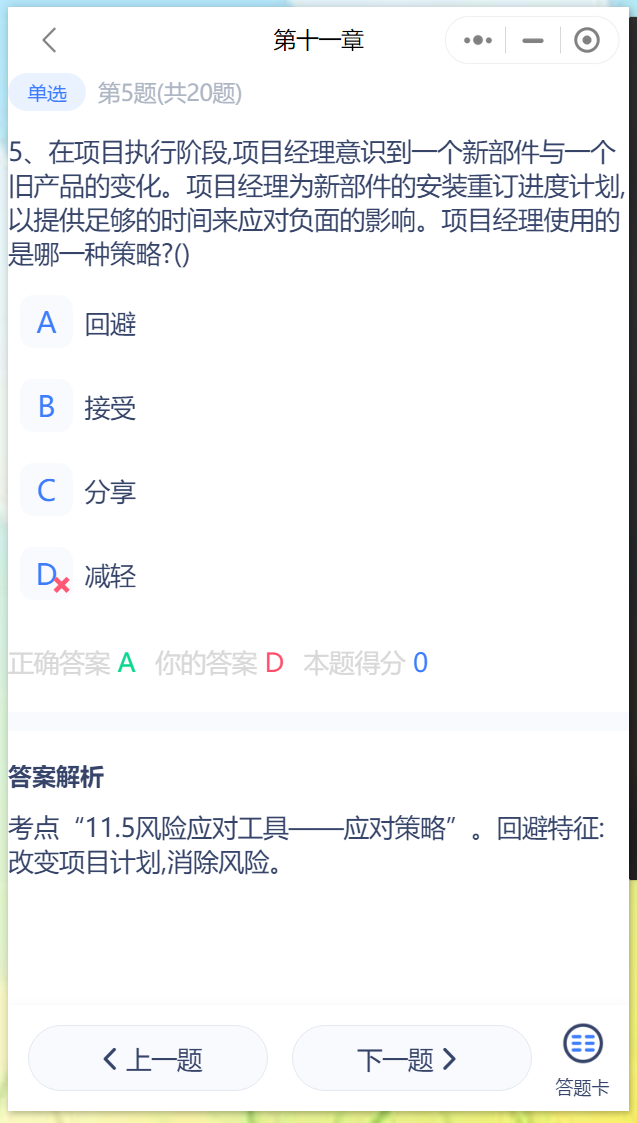 第十一章
单选 第5题(共20题)
5、在项目执行阶段,项目经理意识到一个新部件与一个
旧产品的变化。项目经理为新部件的安装重订进度计划,
以提供足够的时间来应对负面的影响。项目经理使用的
是哪一种策略?()
A 回避
B 接受
C 分享
D 减轻
正确答案 A 你的答案 D 本题得分 0
答案解析
考点“11.5风险应对工具——应对策略”。回避特征:
改变项目计划,消除风险。
上一题 下一题
答题卡